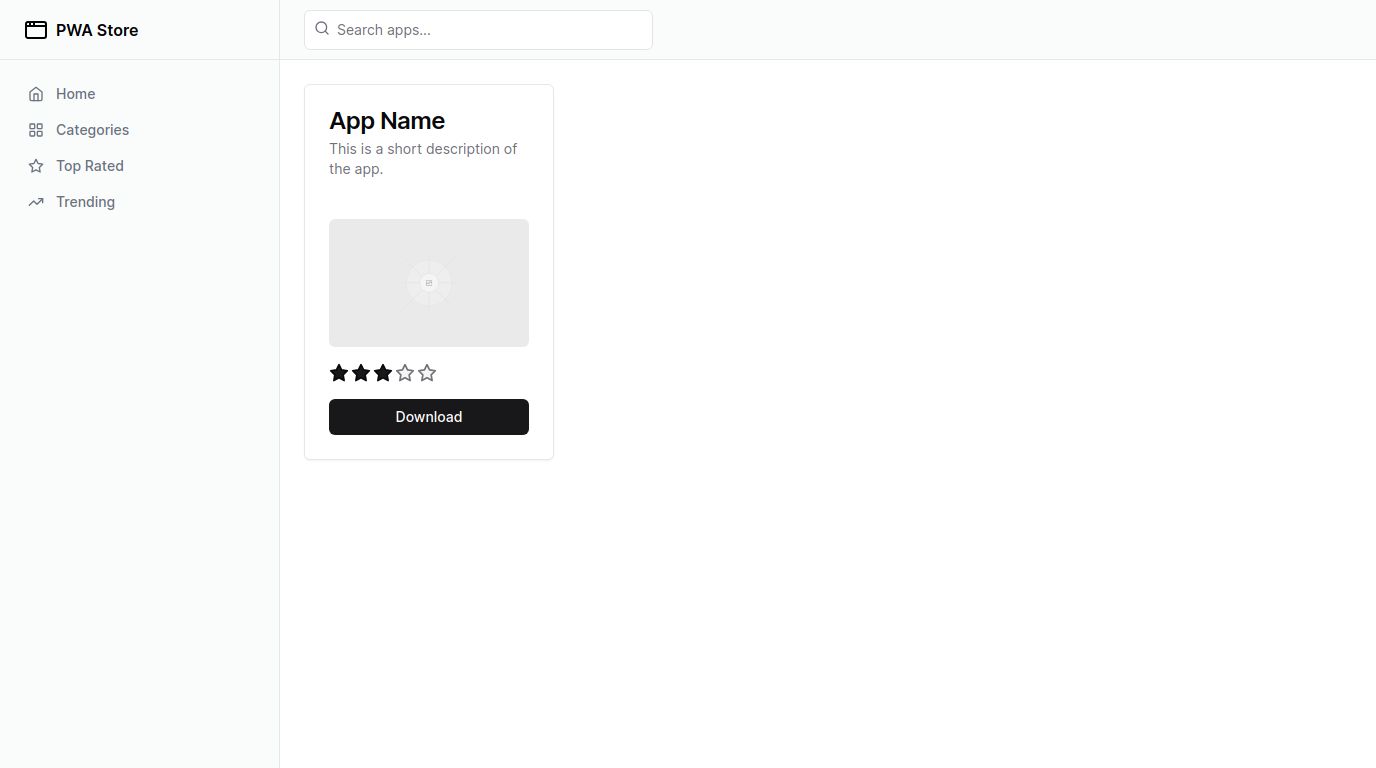 PWA Store
Search apps...
Home
Categories
Top Rated
Trending
App Name
This is a short description of
the app.
Download